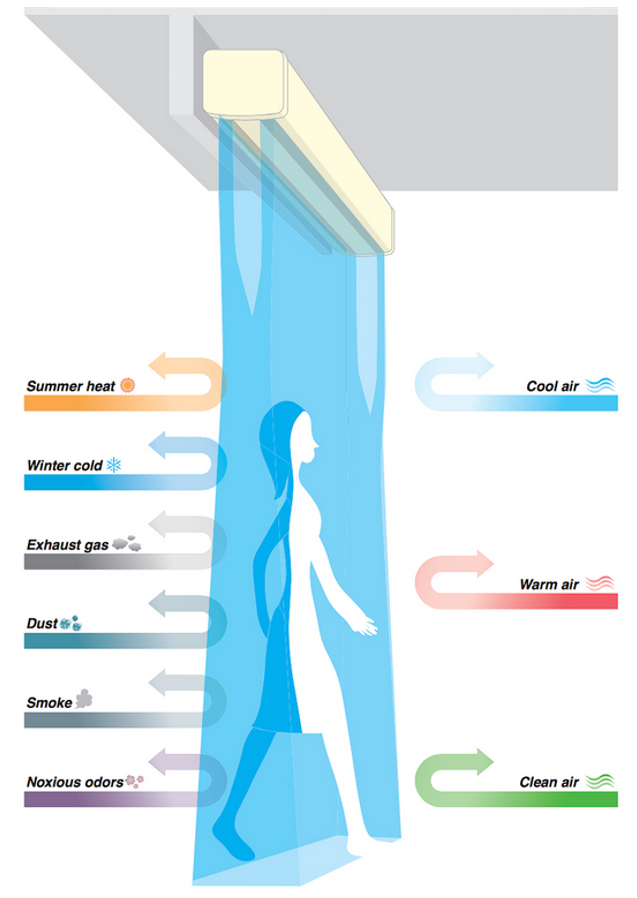 Summer heat
Winter cold
Exhaust gas
Dust
Smoke
Noxious odors
Cool air
Warm air
Clean air